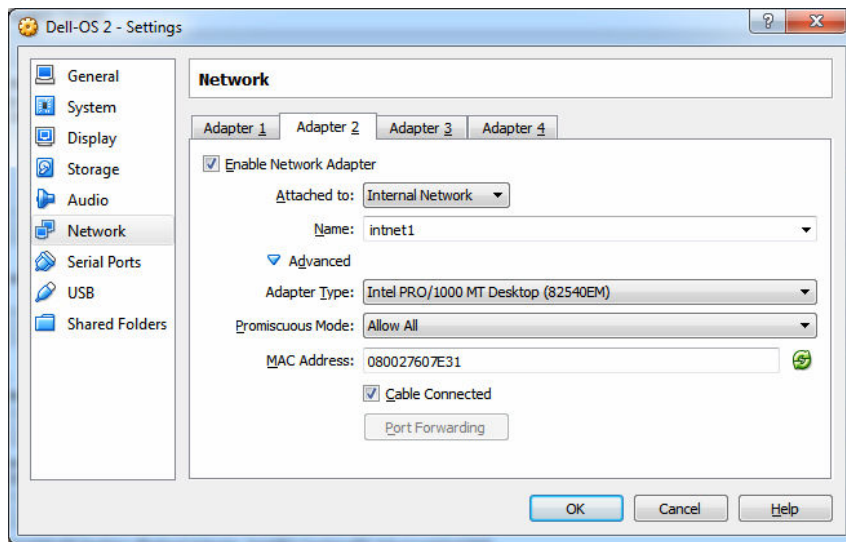 Dell-OS 2 - Settings
General
System
Display
Storage
Audio
Network
Serial Ports
USB
Shared Folders
Network
Adapter 1 Adapter 2 Adapter 3 Adapter 4
Enable Network Adapter
Attached to: Internal Network
Name: intnet1
Advanced
Adapter Type: Intel PRO/1000 MT Desktop (82540EM)
Promiscuous Mode: Allow All
MAC Address: 080027607E31
Cable Connected
Port Forwarding
OK Cancel Help